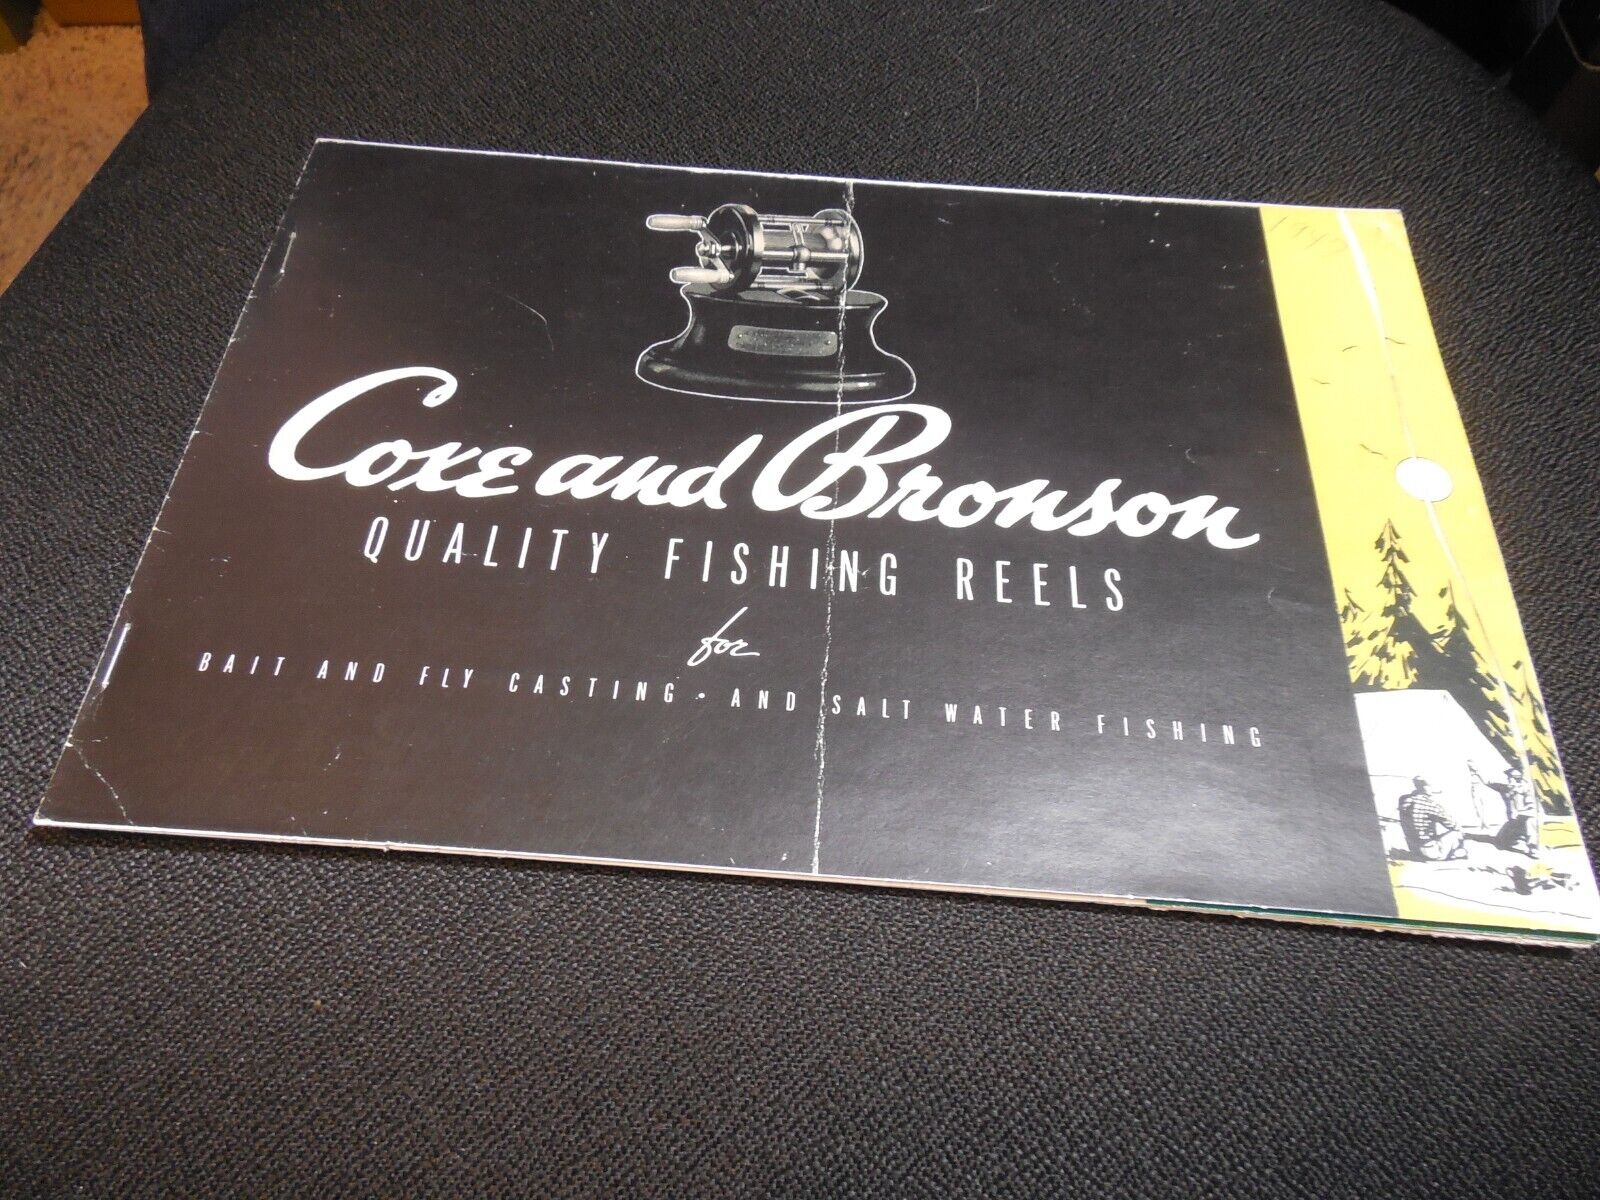 Coxe and Bronson
QUALITY FISHING REELS
for
BAIT AND FLY CASTING • AND SALT WATER FISHING